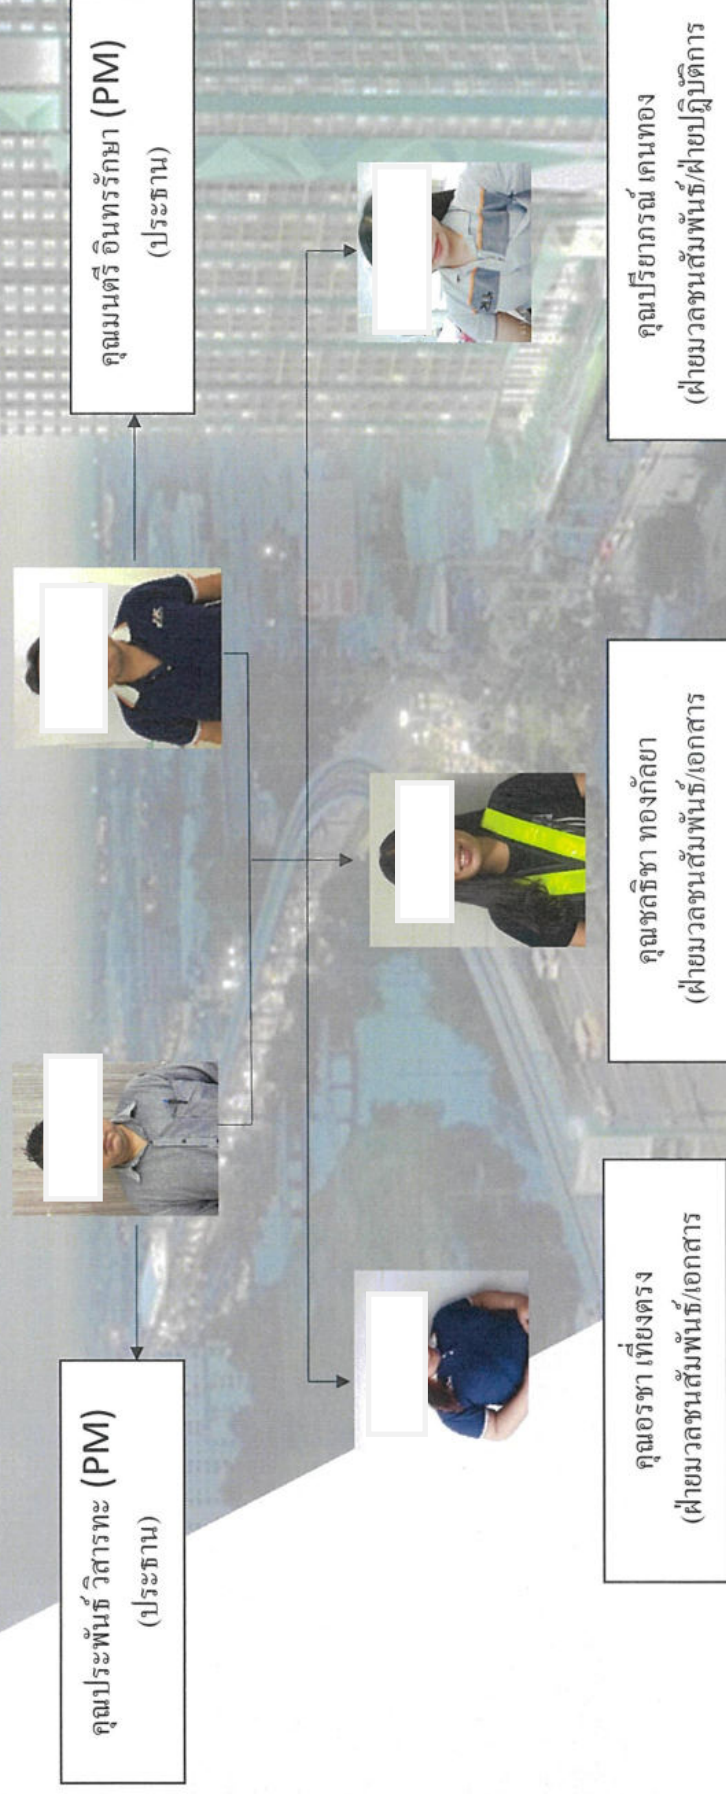 คุณประพันธ์ วิสารทะ (PM)
(ประธาน)
คุณมนตรี อินทรรักษา (PM)
(ประธาน)
คุณอรชา เที่ยงตรง
(ฝ่ายมวลชนสัมพันธ์/เอกสาร
คุณชลธิชา ทองกัลยา
(ฝ่ายมวลชนสัมพันธ์/เอกสาร
คุณปรียาภรณ์ เดนทอง
(ฝ่ายมวลชนสัมพันธ์/ฝ่ายปฏิบัติการ